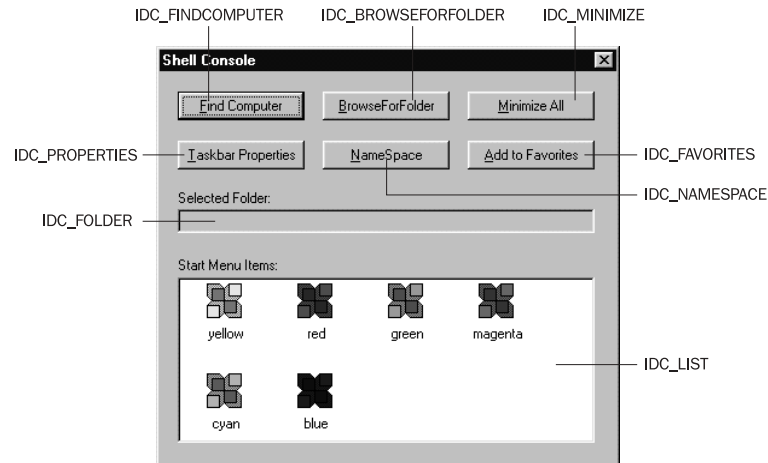 IDC_FINDCOMPUTER IDC_BROWSEFORFOLDER IDC_MINIMIZE
Shell Console
Find Computer BrowseForFolder Minimize All
IDC_PROPERTIES Taskbar Properties NameSpace Add to Favorites IDC_FAVORITES
IDC_NAMESPACE
Selected Folder:
IDC_FOLDER
Start Menu Items:
yellow red green magenta
IDC_LIST
cyan blue